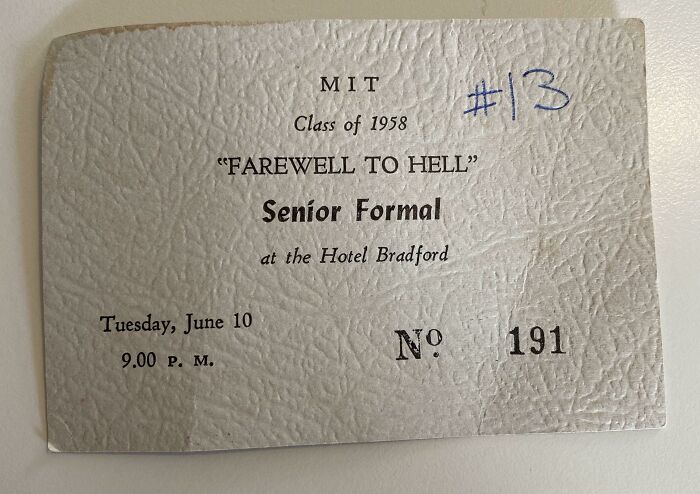 MIT
#13
Class of 1958
"FAREWELL TO HELL"
Senior Formal
at the Hotel Bradford
Tuesday, June 10
9.00 P. M.
Nº 191